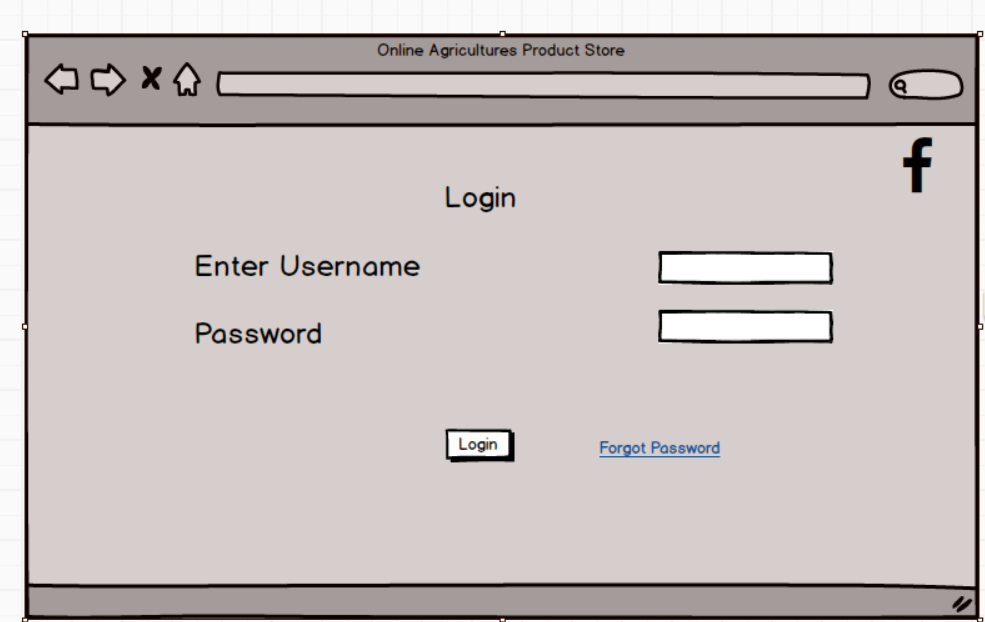 Online Agricultures Product Store
Login
Enter Username
Password
Login
Forgot Password